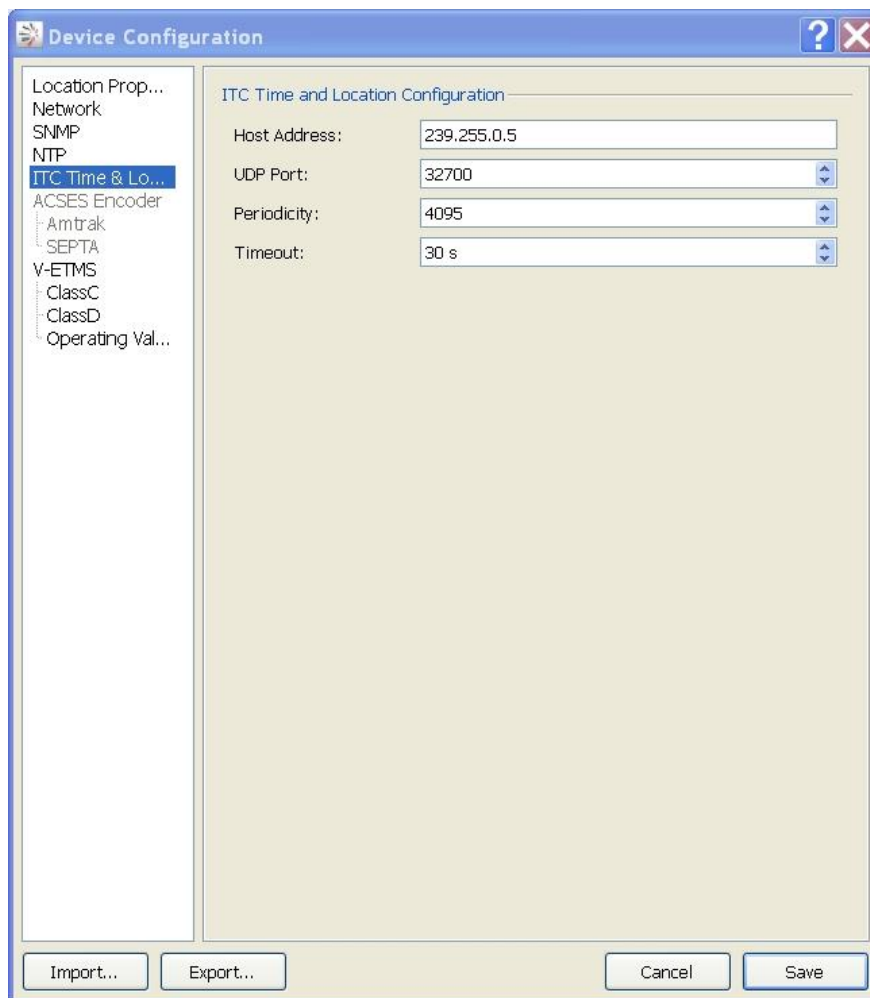 Device Configuration
?
Location Prop...
Network
SNMP
NTP
ITC Time & Lo...
ACSES Encoder
Amtrak
SEPTA
V-ETMS
ClassC
ClassD
Operating Val...
ITC Time and Location Configuration
Host Address: 239.255.0.5
UDP Port: 32700
Periodicity: 4095
Timeout: 30 s
Import... Export... Cancel Save